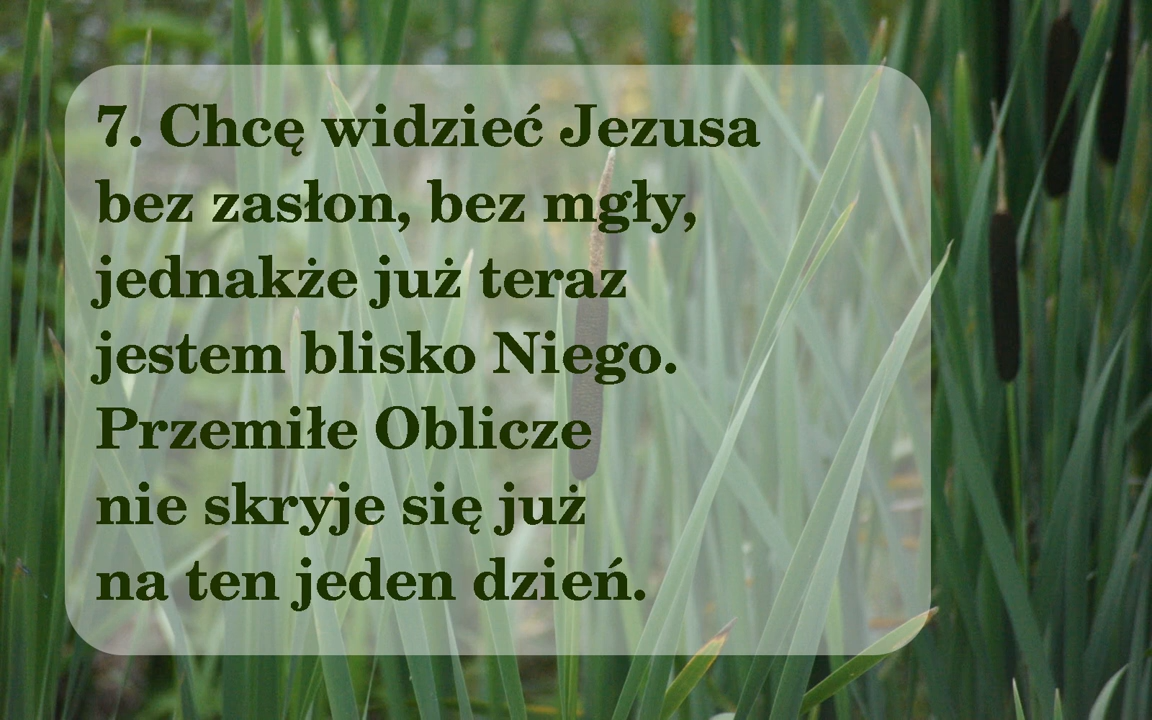 7. Chcę widzieć Jezusa
bez zasłon, bez mgły,
jednakże już teraz
jestem blisko Niego.
Przemiłe Oblicze
nie skryje się już
na ten jeden dzień.